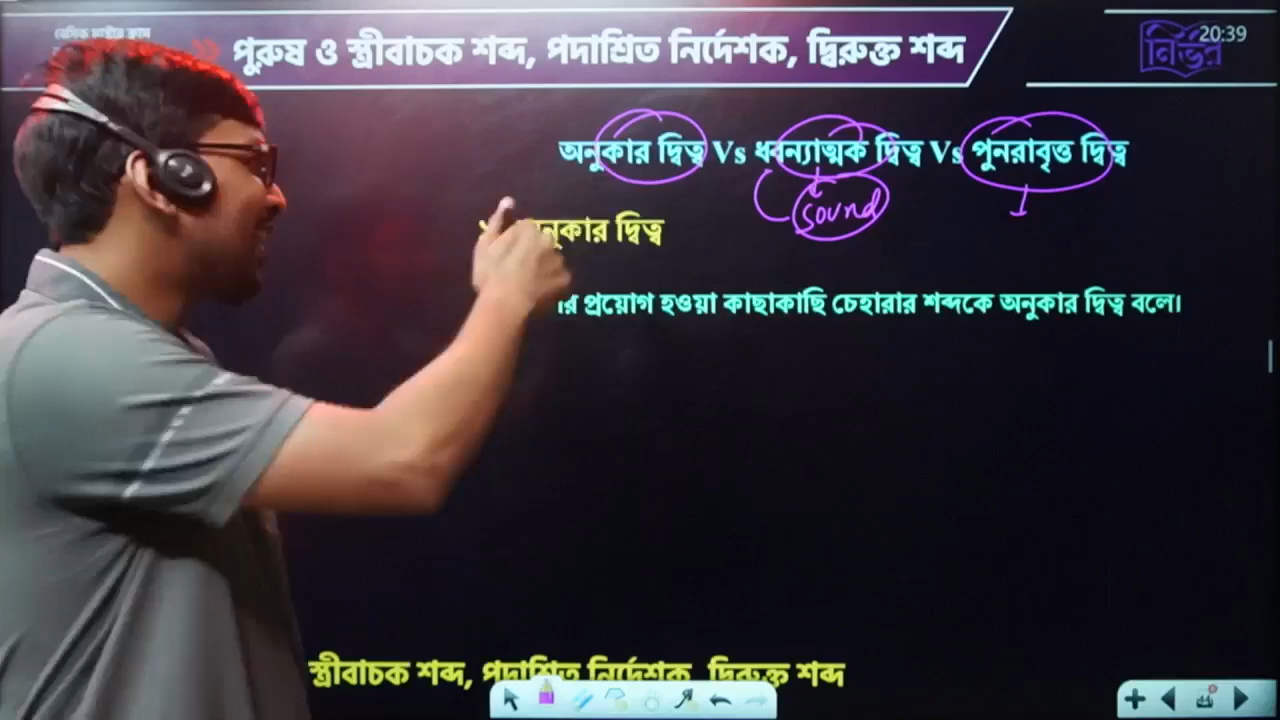 বেসিক মাস্টার ক্লাস
পুরুষ ও স্ত্রীবাচক শব্দ, পদাশ্রিত নির্দেশক, দ্বিরুক্ত শব্দ
নির্ভর
20:39
অনুকার দ্বিত্ব Vs ধ্বন্যাত্মক দ্বিত্ব Vs পুনরাবৃত্ত দ্বিত্ব
sound
অনুকার দ্বিত্ব
প্রয়োগ হওয়া কাছাকাছি চেহারার শব্দকে অনুকার দ্বিত্ব বলে।
স্ত্রীবাচক শব্দ, পদাশ্রিত নির্দেশক, দ্বিরুক্ত শব্দ